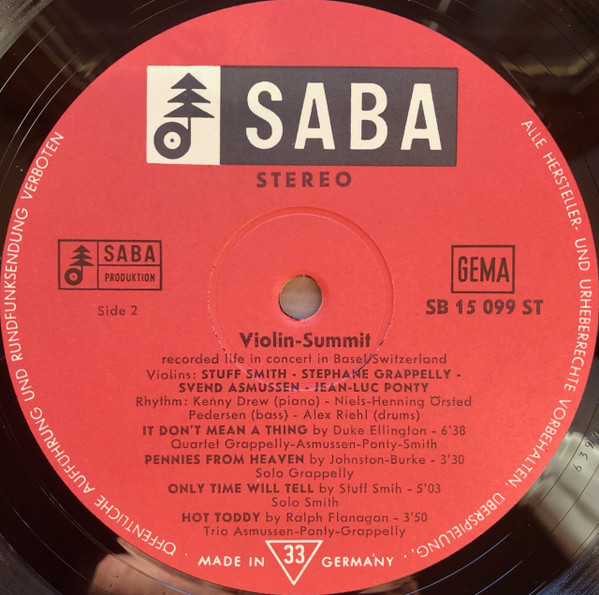 SABA
STEREO
SABA
PRODUKTION
GEMA
Side 2
SB 15 099 ST
Violin-Summit
recorded life in concert in Basel/Switzerland
Violins: STUFF SMITH - STEPHANE GRAPPELLY -
SVEND ASMUSSEN - JEAN-LUC PONTY
Rhythm: Kenny Drew (piano) - Niels-Henning Örsted
Pedersen (bass) - Alex Riehl (drums)
IT DON'T MEAN A THING by Duke Ellington - 6'38
Quartet Grappelly-Asmussen-Ponty-Smith
PENNIES FROM HEAVEN by Johnston-Burke - 3'30
Solo Grappelly
ONLY TIME WILL TELL by Stuff Smih - 5'03
Solo Smith
HOT TODDY by Ralph Flanagan - 3'50
Trio Asmussen-Ponty-Grappelly
MADE IN 33 GERMANY
ALLE HERSTELLER- UND URHEBERRECHTE VORBEHALTEN. ÜBERSPIELUNG,
ÖFFENTLICHE AUFFÜHRUNG UND RUNDFUNKSENDUNG VERBOTEN
639